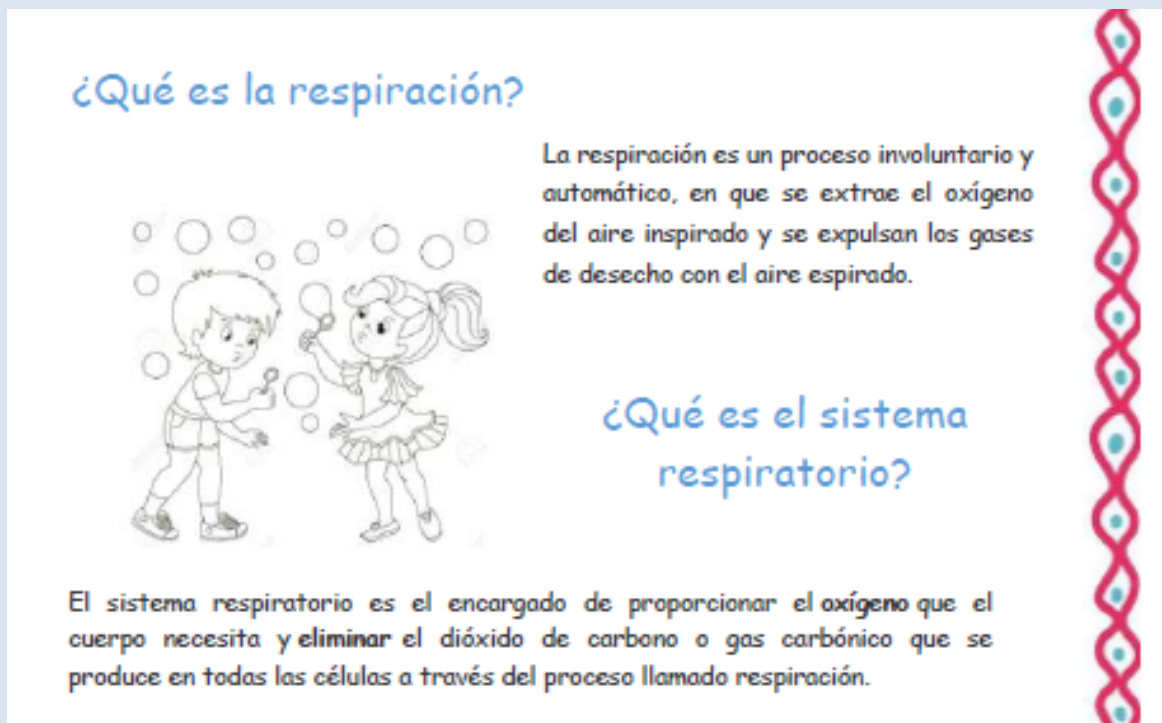 ¿Qué es la respiración?
La respiración es un proceso involuntario y
automático, en que se extrae el oxígeno
del aire inspirado y se expulsan los gases
de desecho con el aire espirado.
¿Qué es el sistema
respiratorio?
El sistema respiratorio es el encargado de proporcionar el oxígeno que el
cuerpo necesita y eliminar el dióxido de carbono o gas carbónico que se
produce en todas las células a través del proceso llamado respiración.